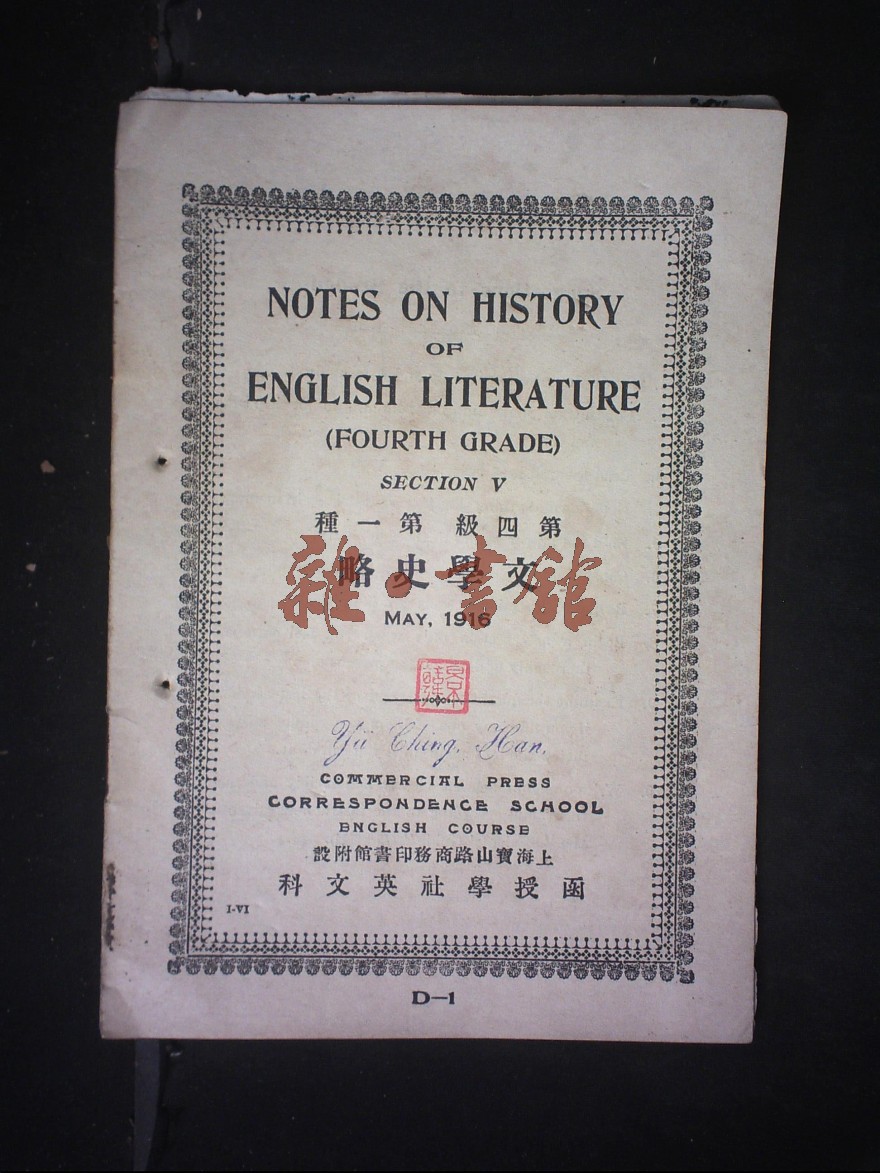 NOTES ON HISTORY
OF
ENGLISH LITERATURE
(FOURTH GRADE)
SECTION V
第四級 第一種
文學史略
雜·書館
MAY, 1916
Yü Ching. Han.
COMMERCIAL PRESS
CORRESPONDENCE SCHOOL
ENGLISH COURSE
上海寶山路商務印書館附設
函授學社英文科
I-VI
D-1